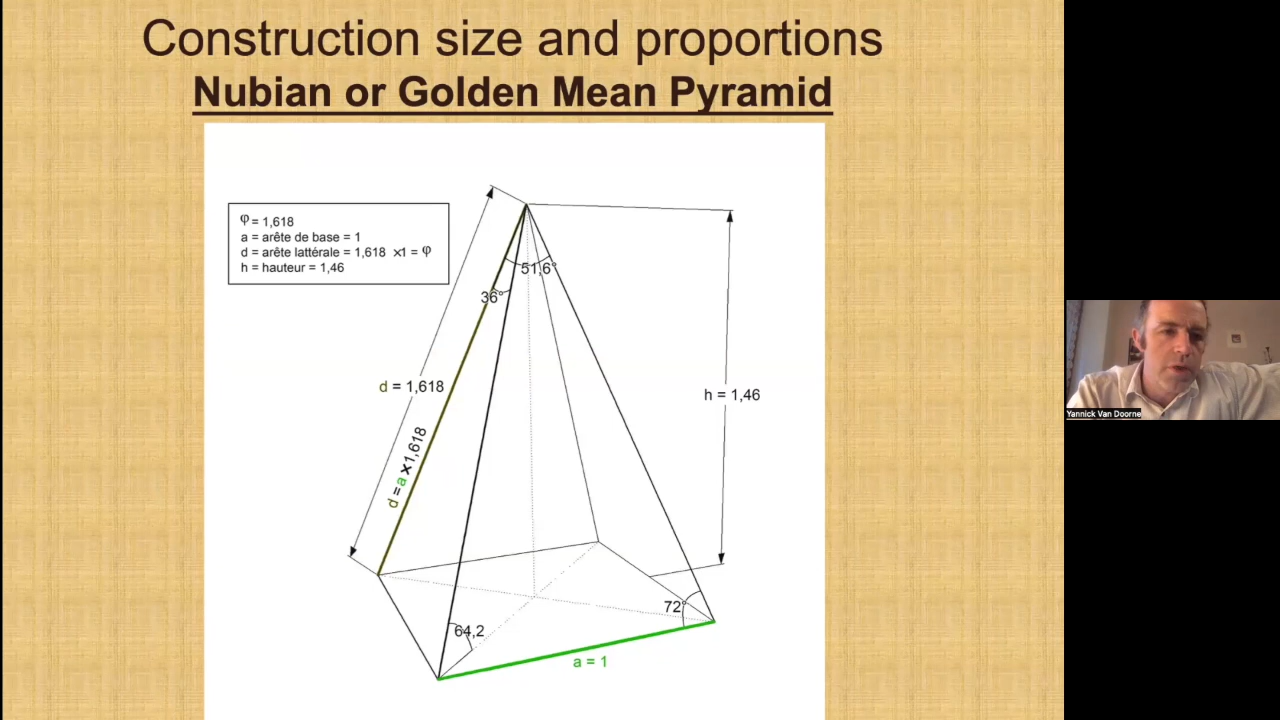 Construction size and proportions
Nubian or Golden Mean Pyramid
φ = 1,618
a = arête de base = 1
d = arête lattérale = 1,618 ×1 = φ
h = hauteur = 1,46
51,6°
36°
d = 1,618
h = 1,46
d = a × 1,618
72°
64,2
a = 1
Yannick Van Doorne